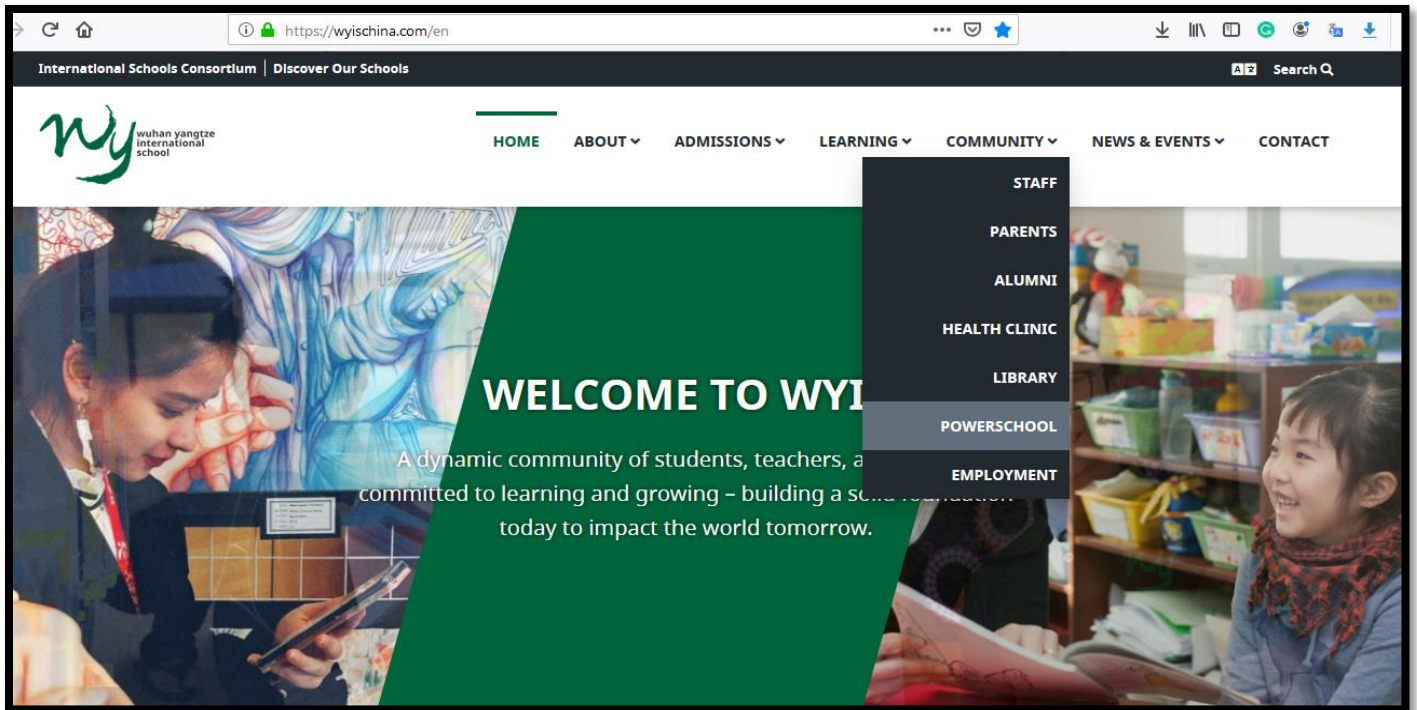 https://wyischina.com/en
International Schools Consortium | Discover Our Schools
Search
wuhan yangtze
international
school
HOME ABOUT ADMISSIONS LEARNING COMMUNITY NEWS & EVENTS CONTACT
STAFF
PARENTS
ALUMNI
HEALTH CLINIC
LIBRARY
POWERSCHOOL
EMPLOYMENT
WELCOME TO WYI
A dynamic community of students, teachers, a
committed to learning and growing – building a solid foundation
today to impact the world tomorrow.